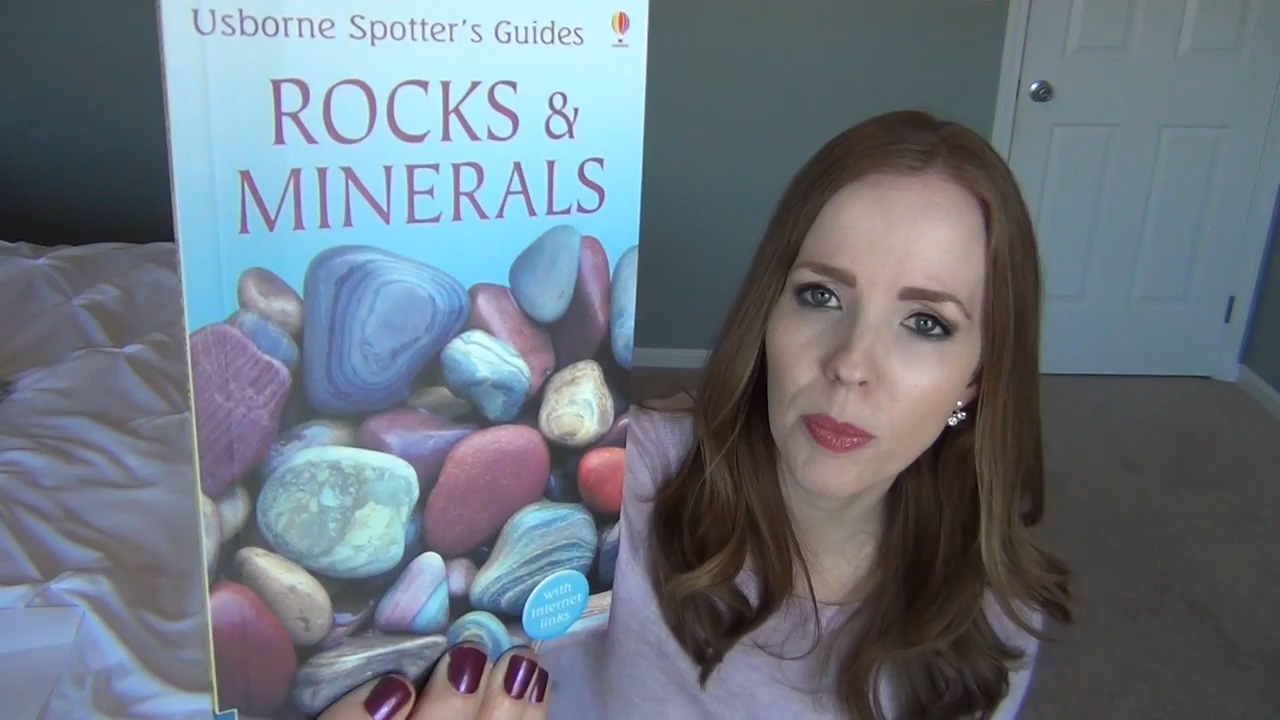 Usborne Spotter's Guides
ROCKS &
MINERALS
with
internet
links